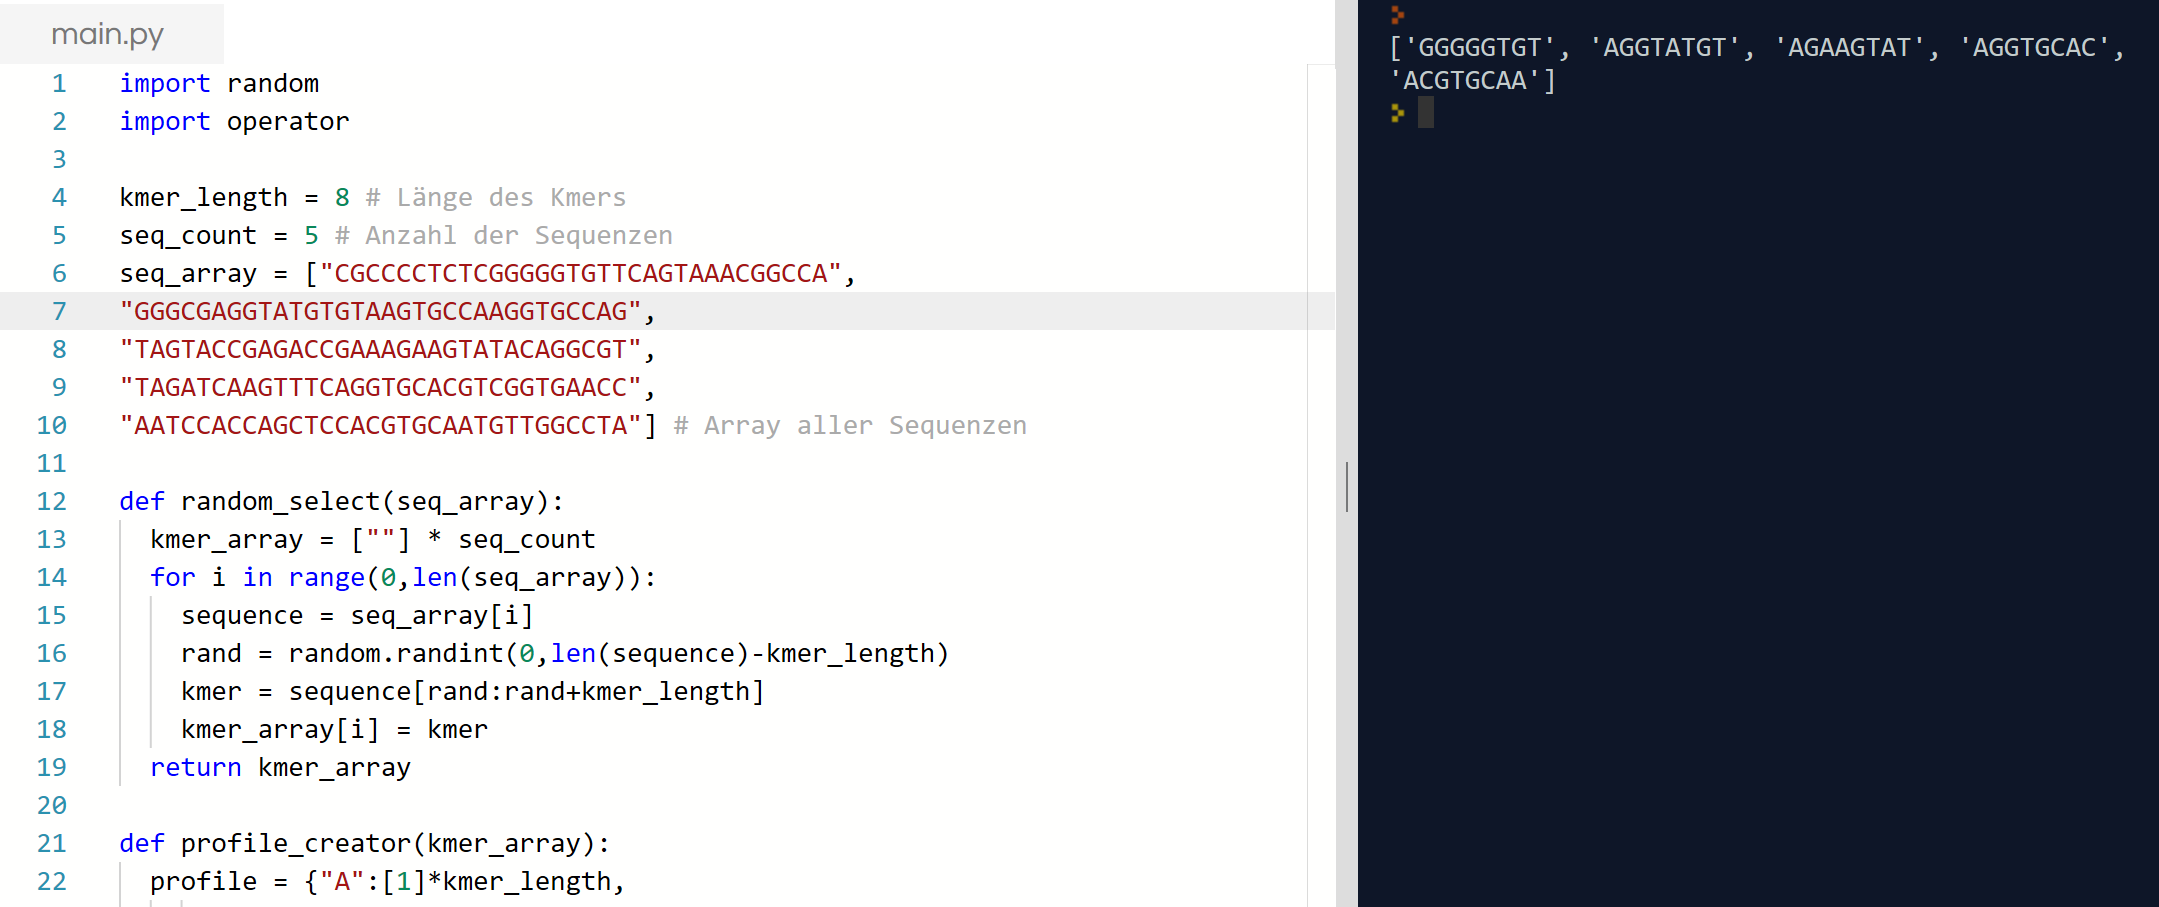 main.py
1 import random
2 import operator
3
4 kmer_length = 8 # Länge des Kmers
5 seq_count = 5 # Anzahl der Sequenzen
6 seq_array = ["CGCCCCTCTCGGGGGTGTTCAGTAAACGGCCA",
7 "GGGCGAGGTATGTGTAAGTGCCAAGGTGCCAG",
8 "TAGTACCGAGACCGAAAGAAGTATACAGGCGT",
9 "TAGATCAAGTTTCAGGTGCACGTCGGTGAACC",
10 "AATCCACCAGCTCCACGTGCAATGTTGGCCTA"] # Array aller Sequenzen
11
12 def random_select(seq_array):
13   kmer_array = [""] * seq_count
14   for i in range(0,len(seq_array)):
15     sequence = seq_array[i]
16     rand = random.randint(0,len(sequence)-kmer_length)
17     kmer = sequence[rand:rand+kmer_length]
18     kmer_array[i] = kmer
19   return kmer_array
20
21 def profile_creator(kmer_array):
22   profile = {"A":[1]*kmer_length,
>
['GGGGGTGT', 'AGGTATGT', 'AGAAGTAT', 'AGGTGCAC',
'ACGTGCAA']
>